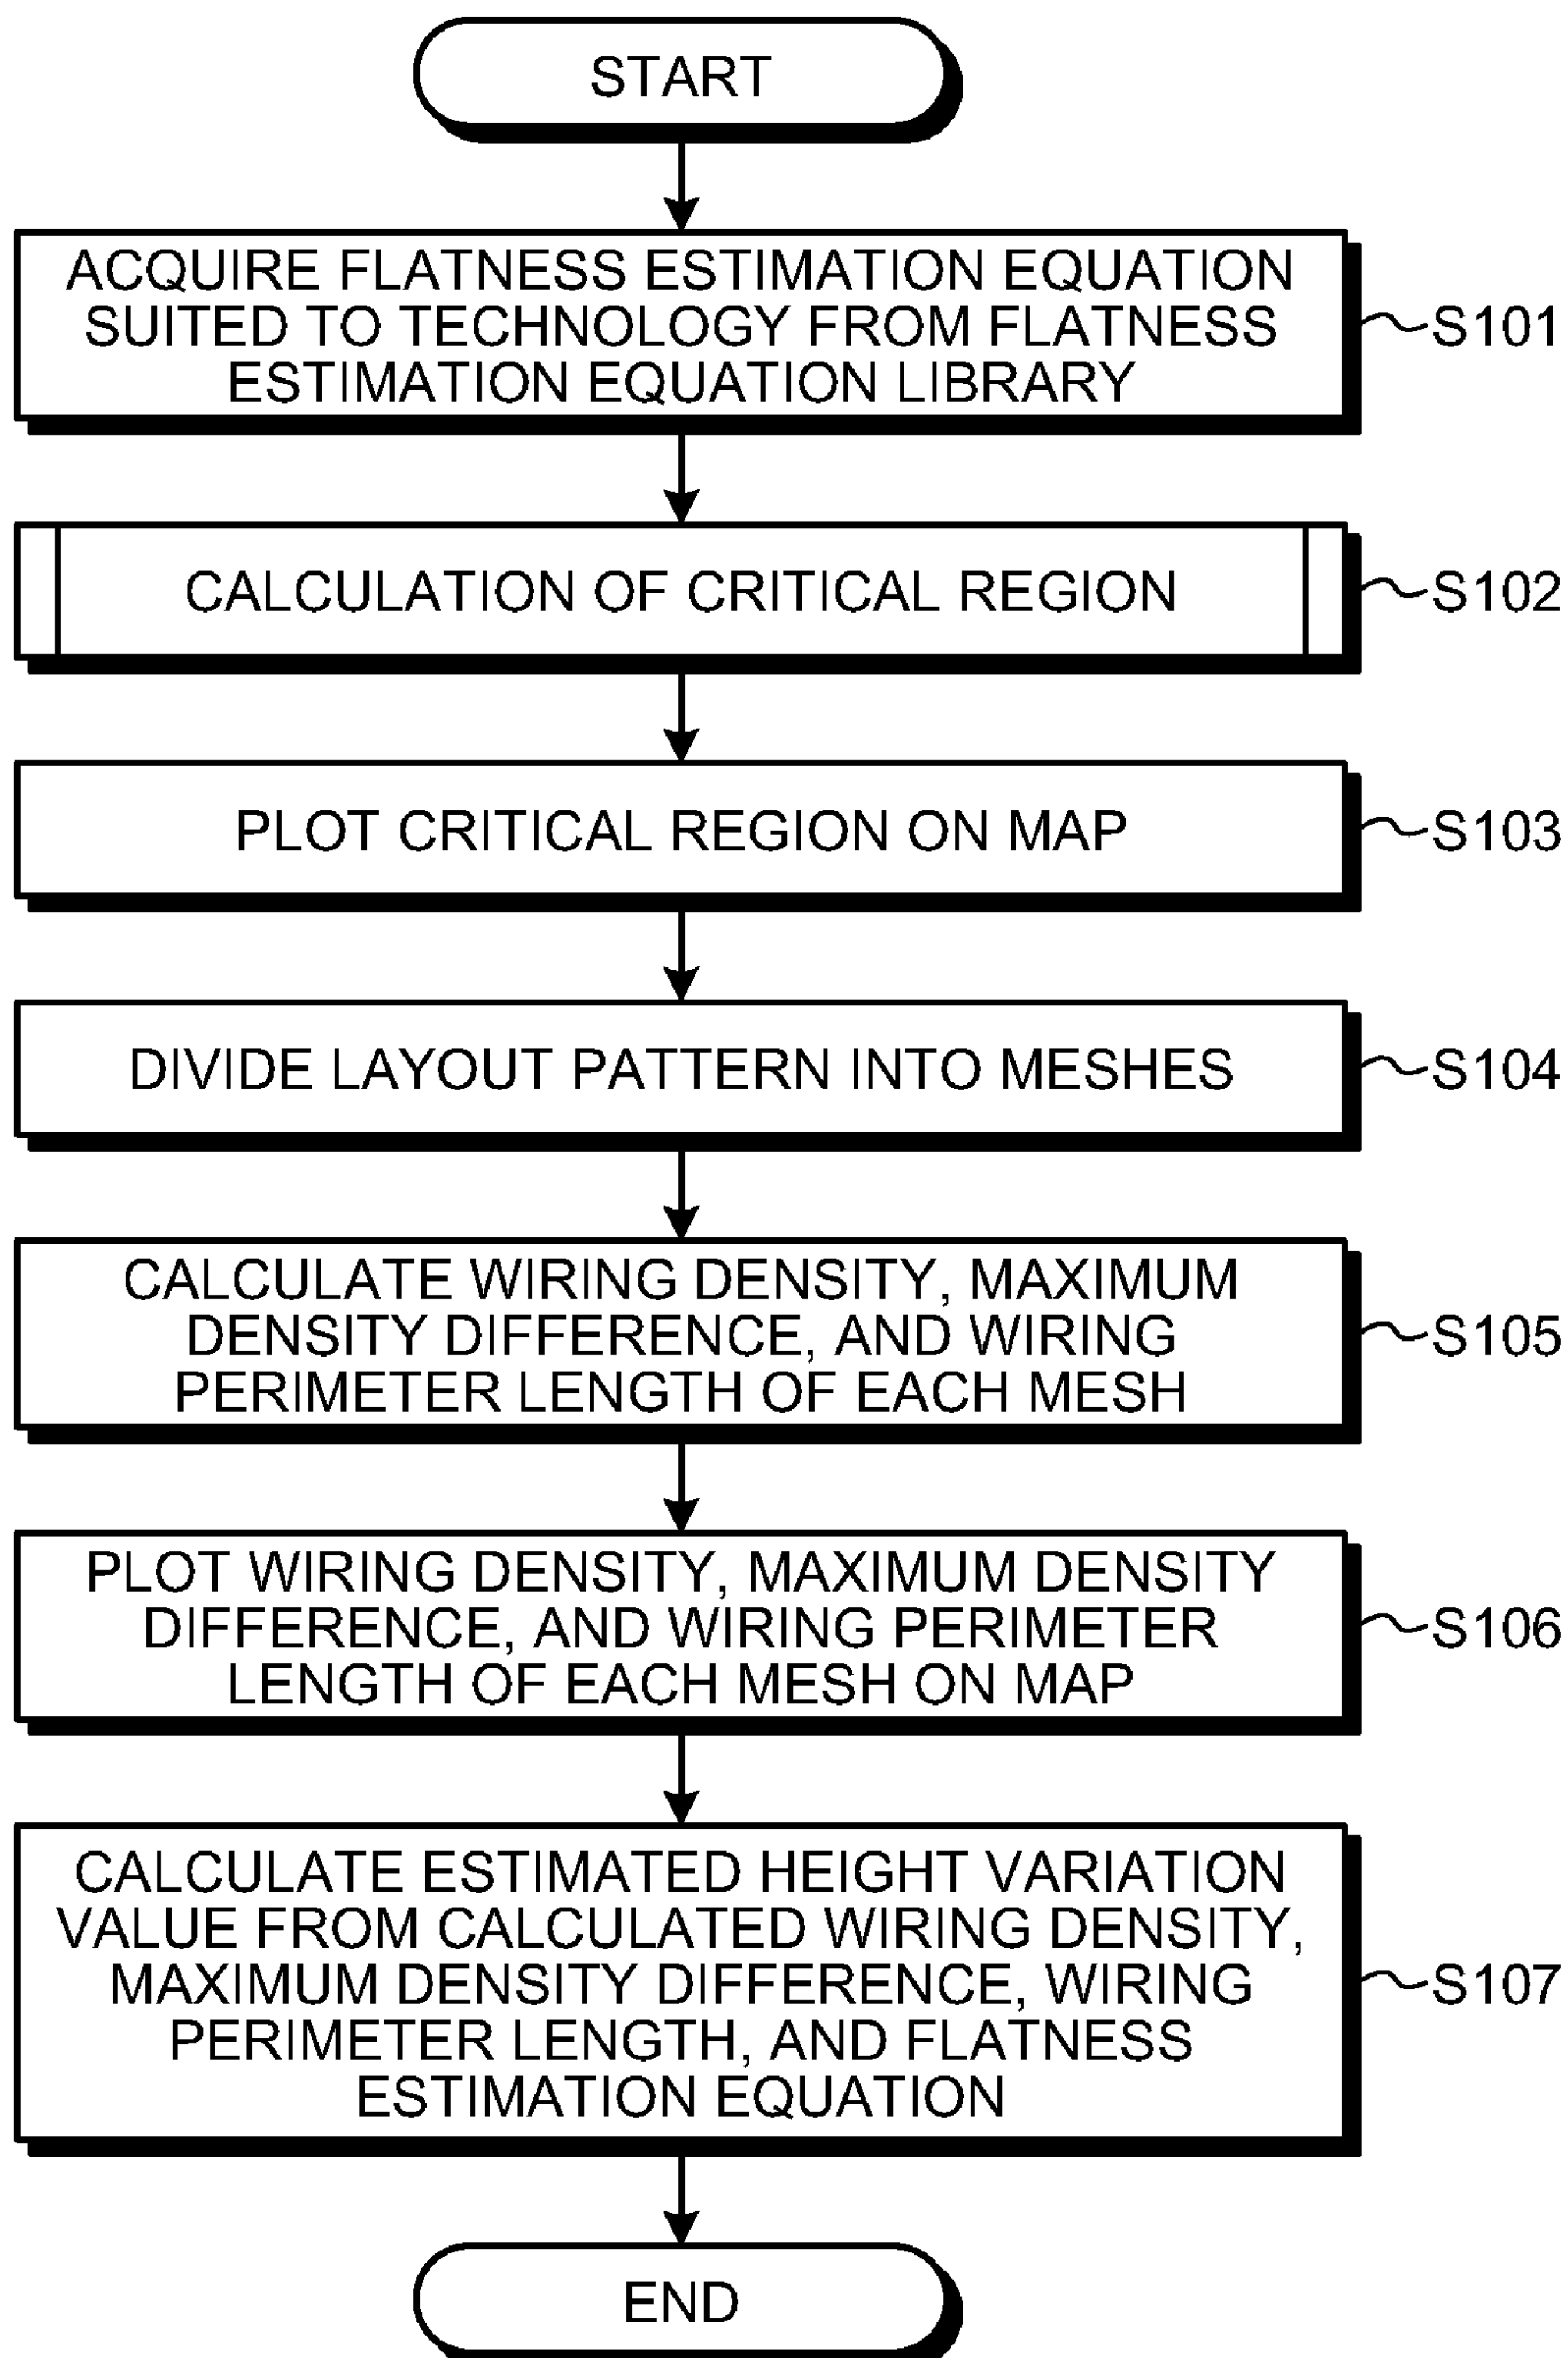 START
ACQUIRE FLATNESS ESTIMATION EQUATION
SUITED TO TECHNOLOGY FROM FLATNESS
ESTIMATION EQUATION LIBRARY
S101
CALCULATION OF CRITICAL REGION
S102
PLOT CRITICAL REGION ON MAP
S103
DIVIDE LAYOUT PATTERN INTO MESHES
S104
CALCULATE WIRING DENSITY, MAXIMUM
DENSITY DIFFERENCE, AND WIRING
PERIMETER LENGTH OF EACH MESH
S105
PLOT WIRING DENSITY, MAXIMUM DENSITY
DIFFERENCE, AND WIRING PERIMETER
LENGTH OF EACH MESH ON MAP
S106
CALCULATE ESTIMATED HEIGHT VARIATION
VALUE FROM CALCULATED WIRING DENSITY,
MAXIMUM DENSITY DIFFERENCE, WIRING
PERIMETER LENGTH, AND FLATNESS
ESTIMATION EQUATION
S107
END